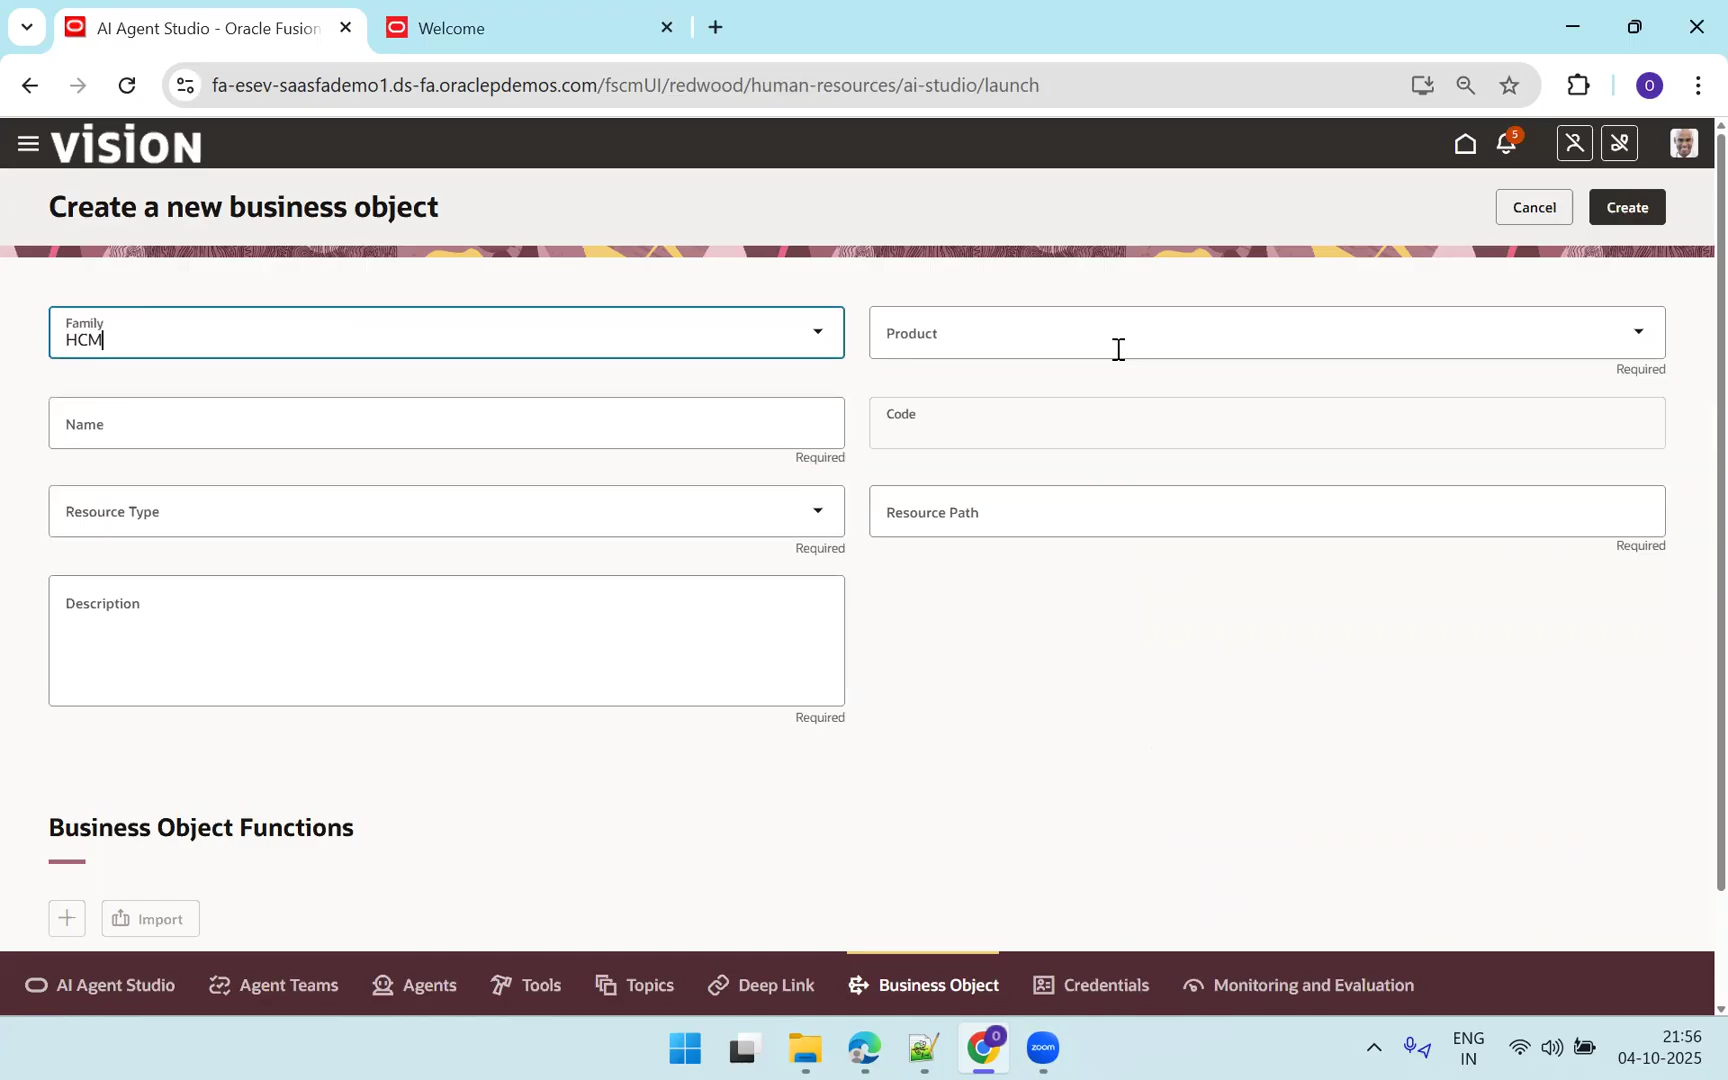 AI Agent Studio - Oracle Fusion
Welcome
fa-esev-saasfademo1.ds-fa.oraclepdemos.com/fscmUI/redwood/human-resources/ai-studio/launch
O
VISION
5
Create a new business object
Cancel
Create
Family
HCM
Product
Required
Name
Required
Code
Resource Type
Required
Resource Path
Required
Description
Required
Business Object Functions
Import
AI Agent Studio
Agent Teams
Agents
Tools
Topics
Deep Link
Business Object
Credentials
Monitoring and Evaluation
0
zoom
ENG
IN
21:56
04-10-2025